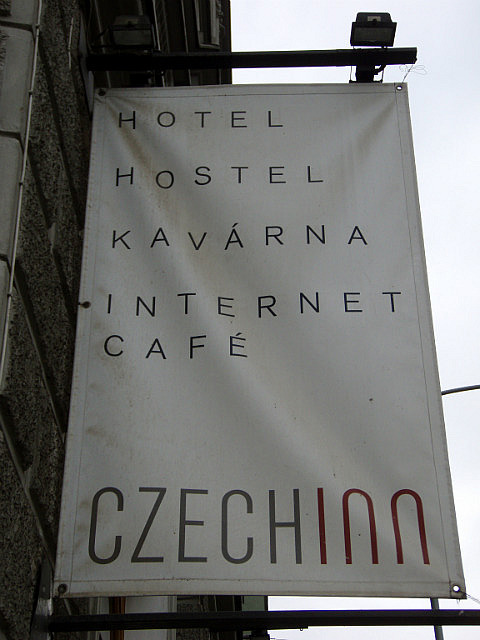 HOTEL
HOSTEL
KAVÁRNA
INTERNET
CAFÉ
CZECHINN